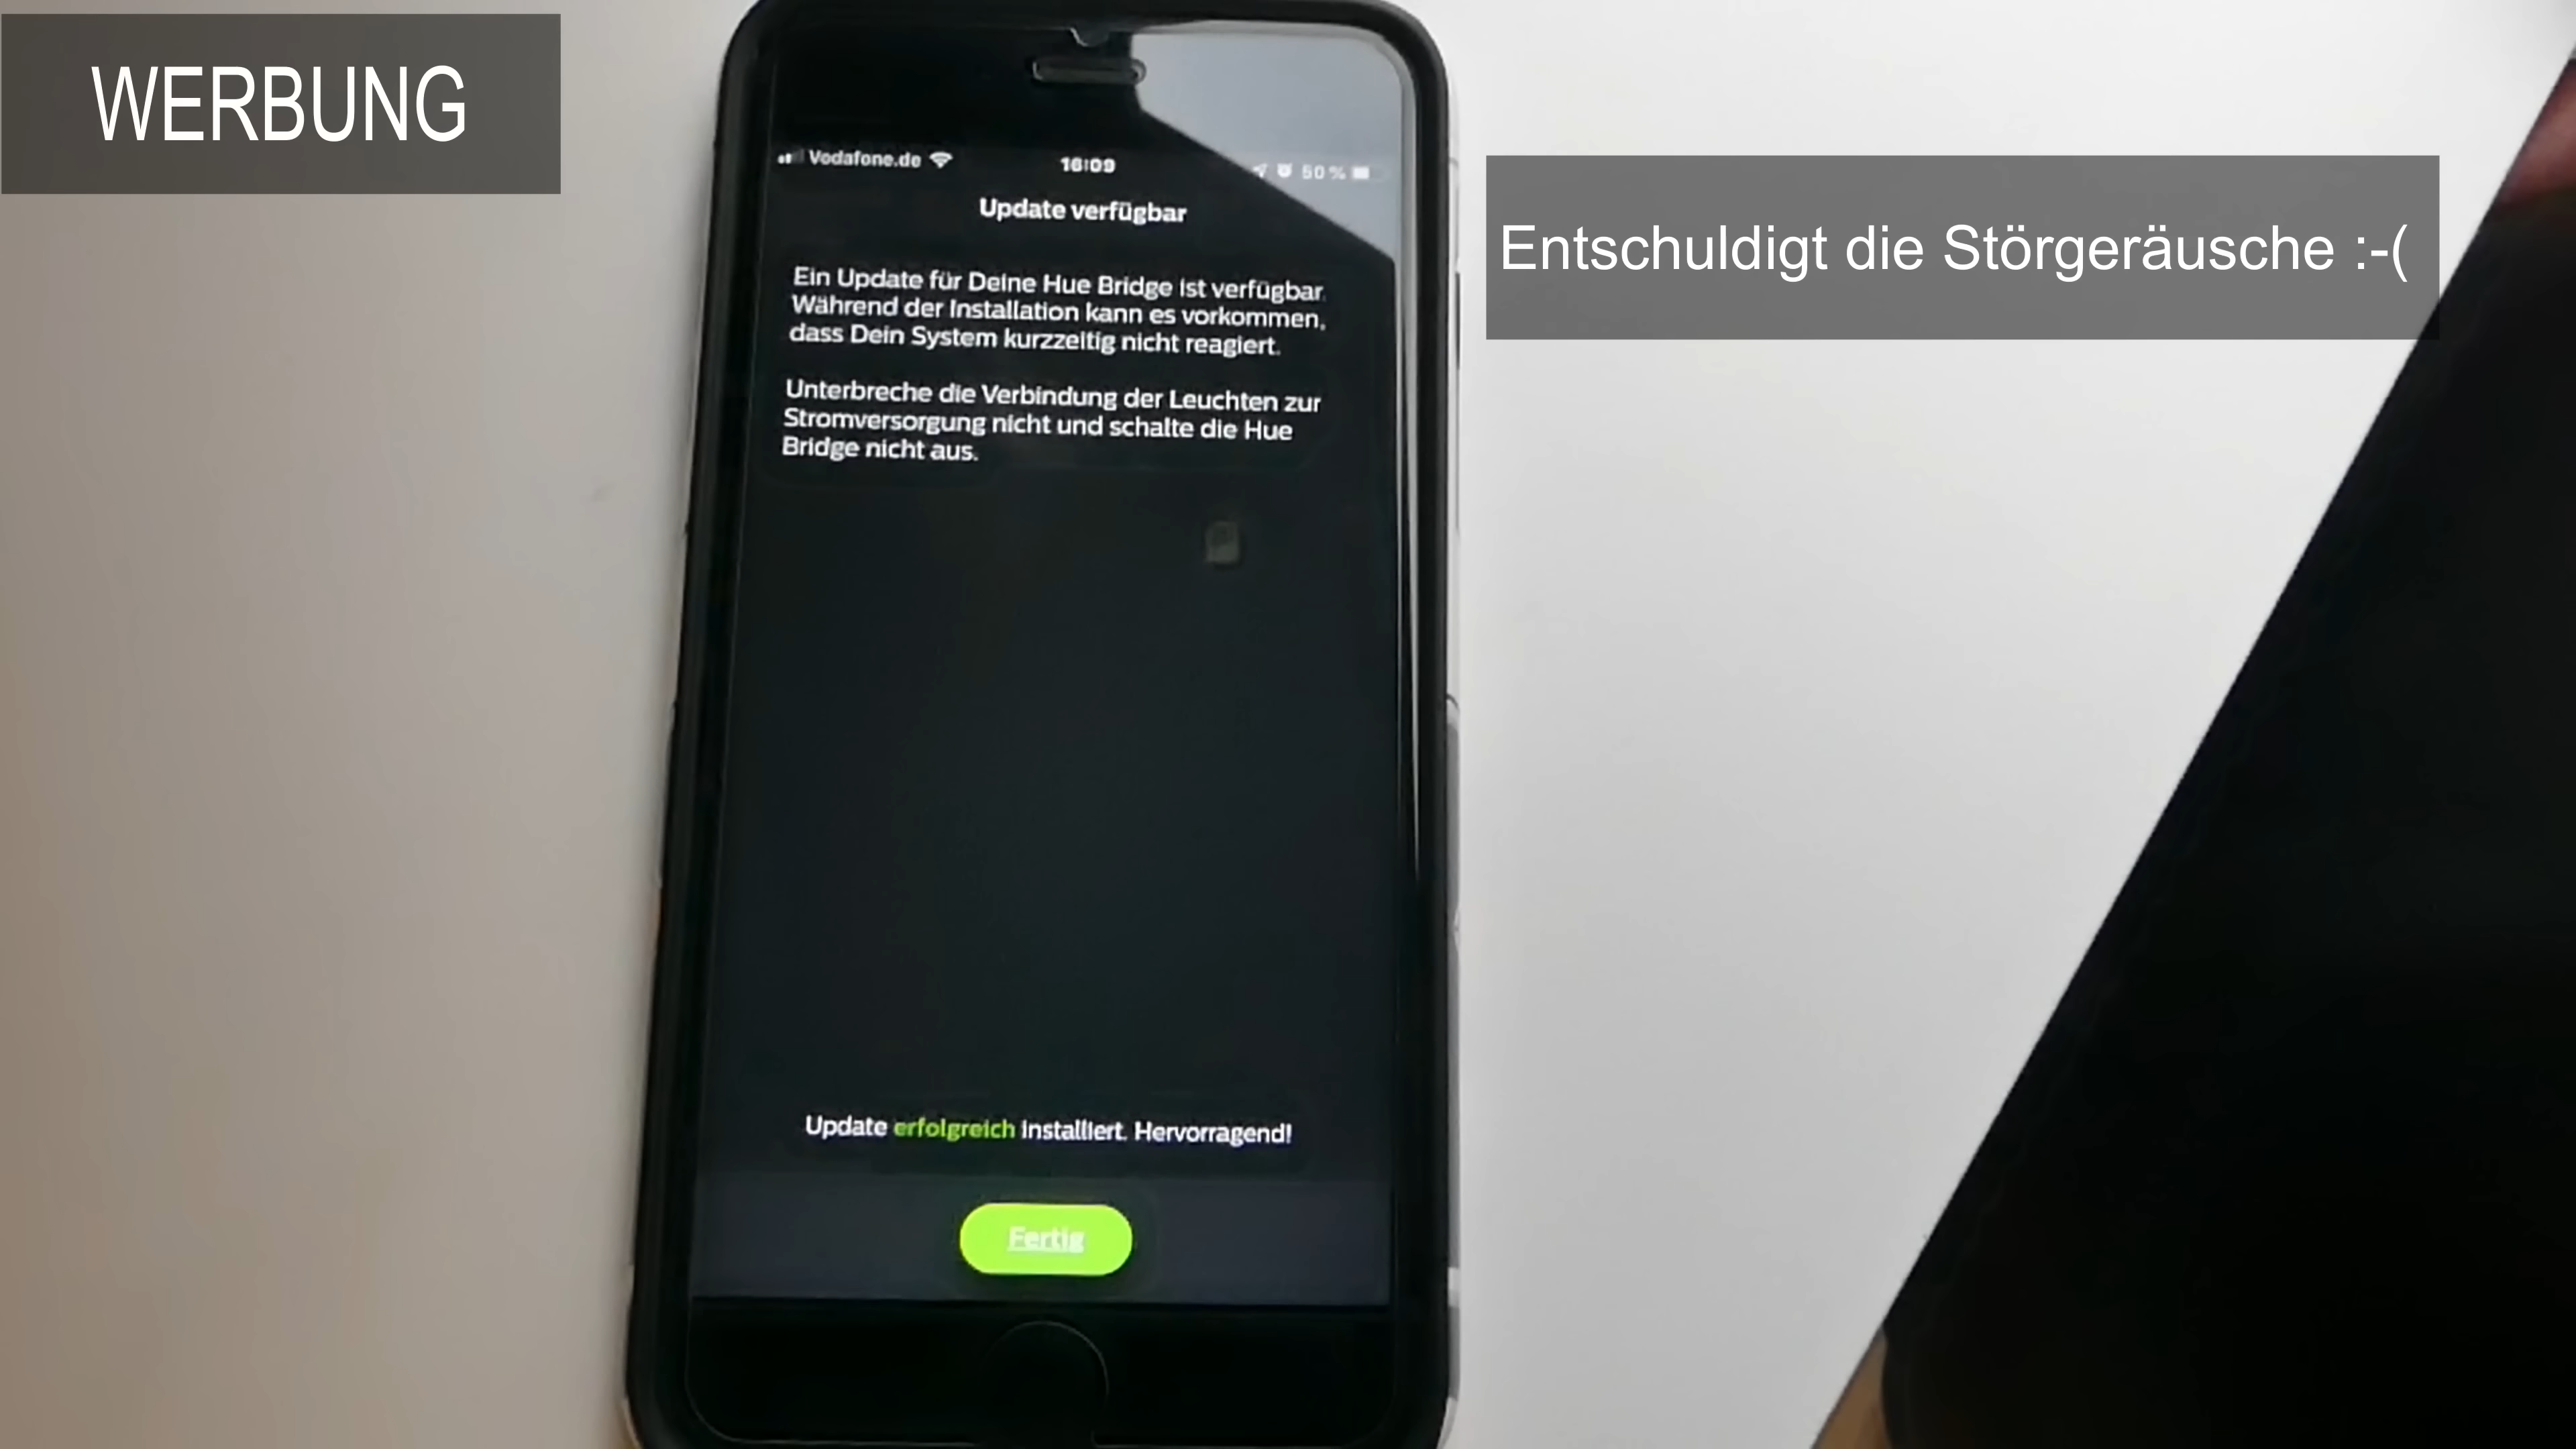 WERBUNG
Vodafone.de 16:09 50 %
Update verfügbar
Entschuldigt die Störgeräusche :-(
Ein Update für Deine Hue Bridge ist verfügbar.
Während der Installation kann es vorkommen,
dass Dein System kurzzeitig nicht reagiert.
Unterbreche die Verbindung der Leuchten zur
Stromversorgung nicht und schalte die Hue
Bridge nicht aus.
Update erfolgreich installiert. Hervorragend!
Fertig